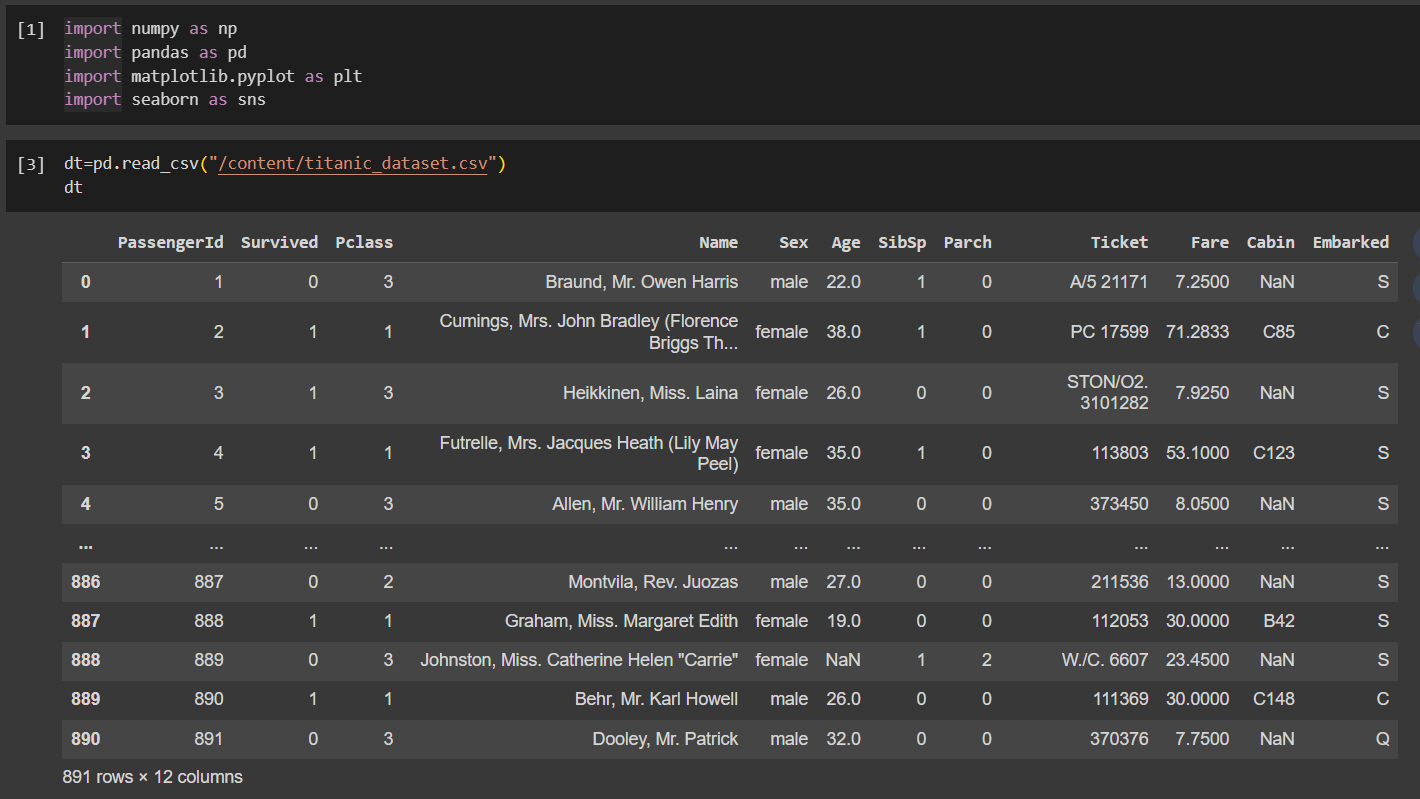 [1] import numpy as np
import pandas as pd
import matplotlib.pyplot as plt
import seaborn as sns
[3] dt=pd.read_csv("/content/titanic_dataset.csv")
dt
PassengerId Survived Pclass Name Sex Age SibSp Parch Ticket Fare Cabin Embarked
0 1 0 3 Braund, Mr. Owen Harris male 22.0 1 0 A/5 21171 7.2500 NaN S
1 2 1 1 Cumings, Mrs. John Bradley (Florence Briggs Th... female 38.0 1 0 PC 17599 71.2833 C85 C
2 3 1 3 Heikkinen, Miss. Laina female 26.0 0 0 STON/O2. 3101282 7.9250 NaN S
3 4 1 1 Futrelle, Mrs. Jacques Heath (Lily May Peel) female 35.0 1 0 113803 53.1000 C123 S
4 5 0 3 Allen, Mr. William Henry male 35.0 0 0 373450 8.0500 NaN S
... ... ... ... ... ... ... ... ... ... ... ... ...
886 887 0 2 Montvila, Rev. Juozas male 27.0 0 0 211536 13.0000 NaN S
887 888 1 1 Graham, Miss. Margaret Edith female 19.0 0 0 112053 30.0000 B42 S
888 889 0 3 Johnston, Miss. Catherine Helen "Carrie" female NaN 1 2 W./C. 6607 23.4500 NaN S
889 890 1 1 Behr, Mr. Karl Howell male 26.0 0 0 111369 30.0000 C148 C
890 891 0 3 Dooley, Mr. Patrick male 32.0 0 0 370376 7.7500 NaN Q
891 rows × 12 columns